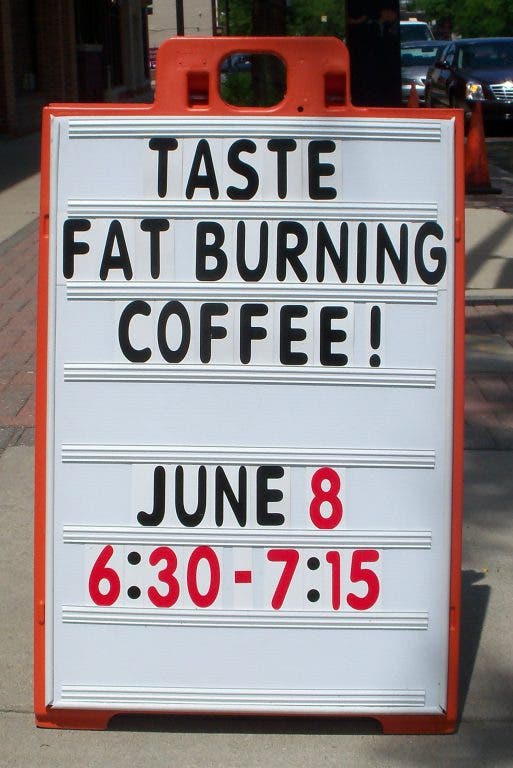 TASTE
FAT BURNING
COFFEE!
JUNE 8
6:30-7:15